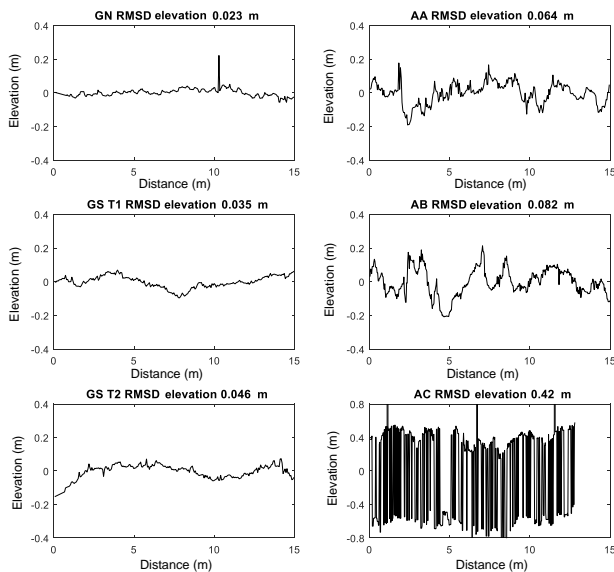 GN RMSD elevation 0.023 m
0.4
0.2
0
-0.2
-0.4
Elevation (m)
0 5 10 15
Distance (m)
AA RMSD elevation 0.064 m
0.4
0.2
0
-0.2
-0.4
Elevation (m)
0 5 10 15
Distance (m)
GS T1 RMSD elevation 0.035 m
0.4
0.2
0
-0.2
-0.4
Elevation (m)
0 5 10 15
Distance (m)
AB RMSD elevation 0.082 m
0.4
0.2
0
-0.2
-0.4
Elevation (m)
0 5 10 15
Distance (m)
GS T2 RMSD elevation 0.046 m
0.4
0.2
0
-0.2
-0.4
Elevation (m)
0 5 10 15
Distance (m)
AC RMSD elevation 0.42 m
0.8
0.4
0
-0.4
-0.8
Elevation (m)
0 5 10 15
Distance (m)